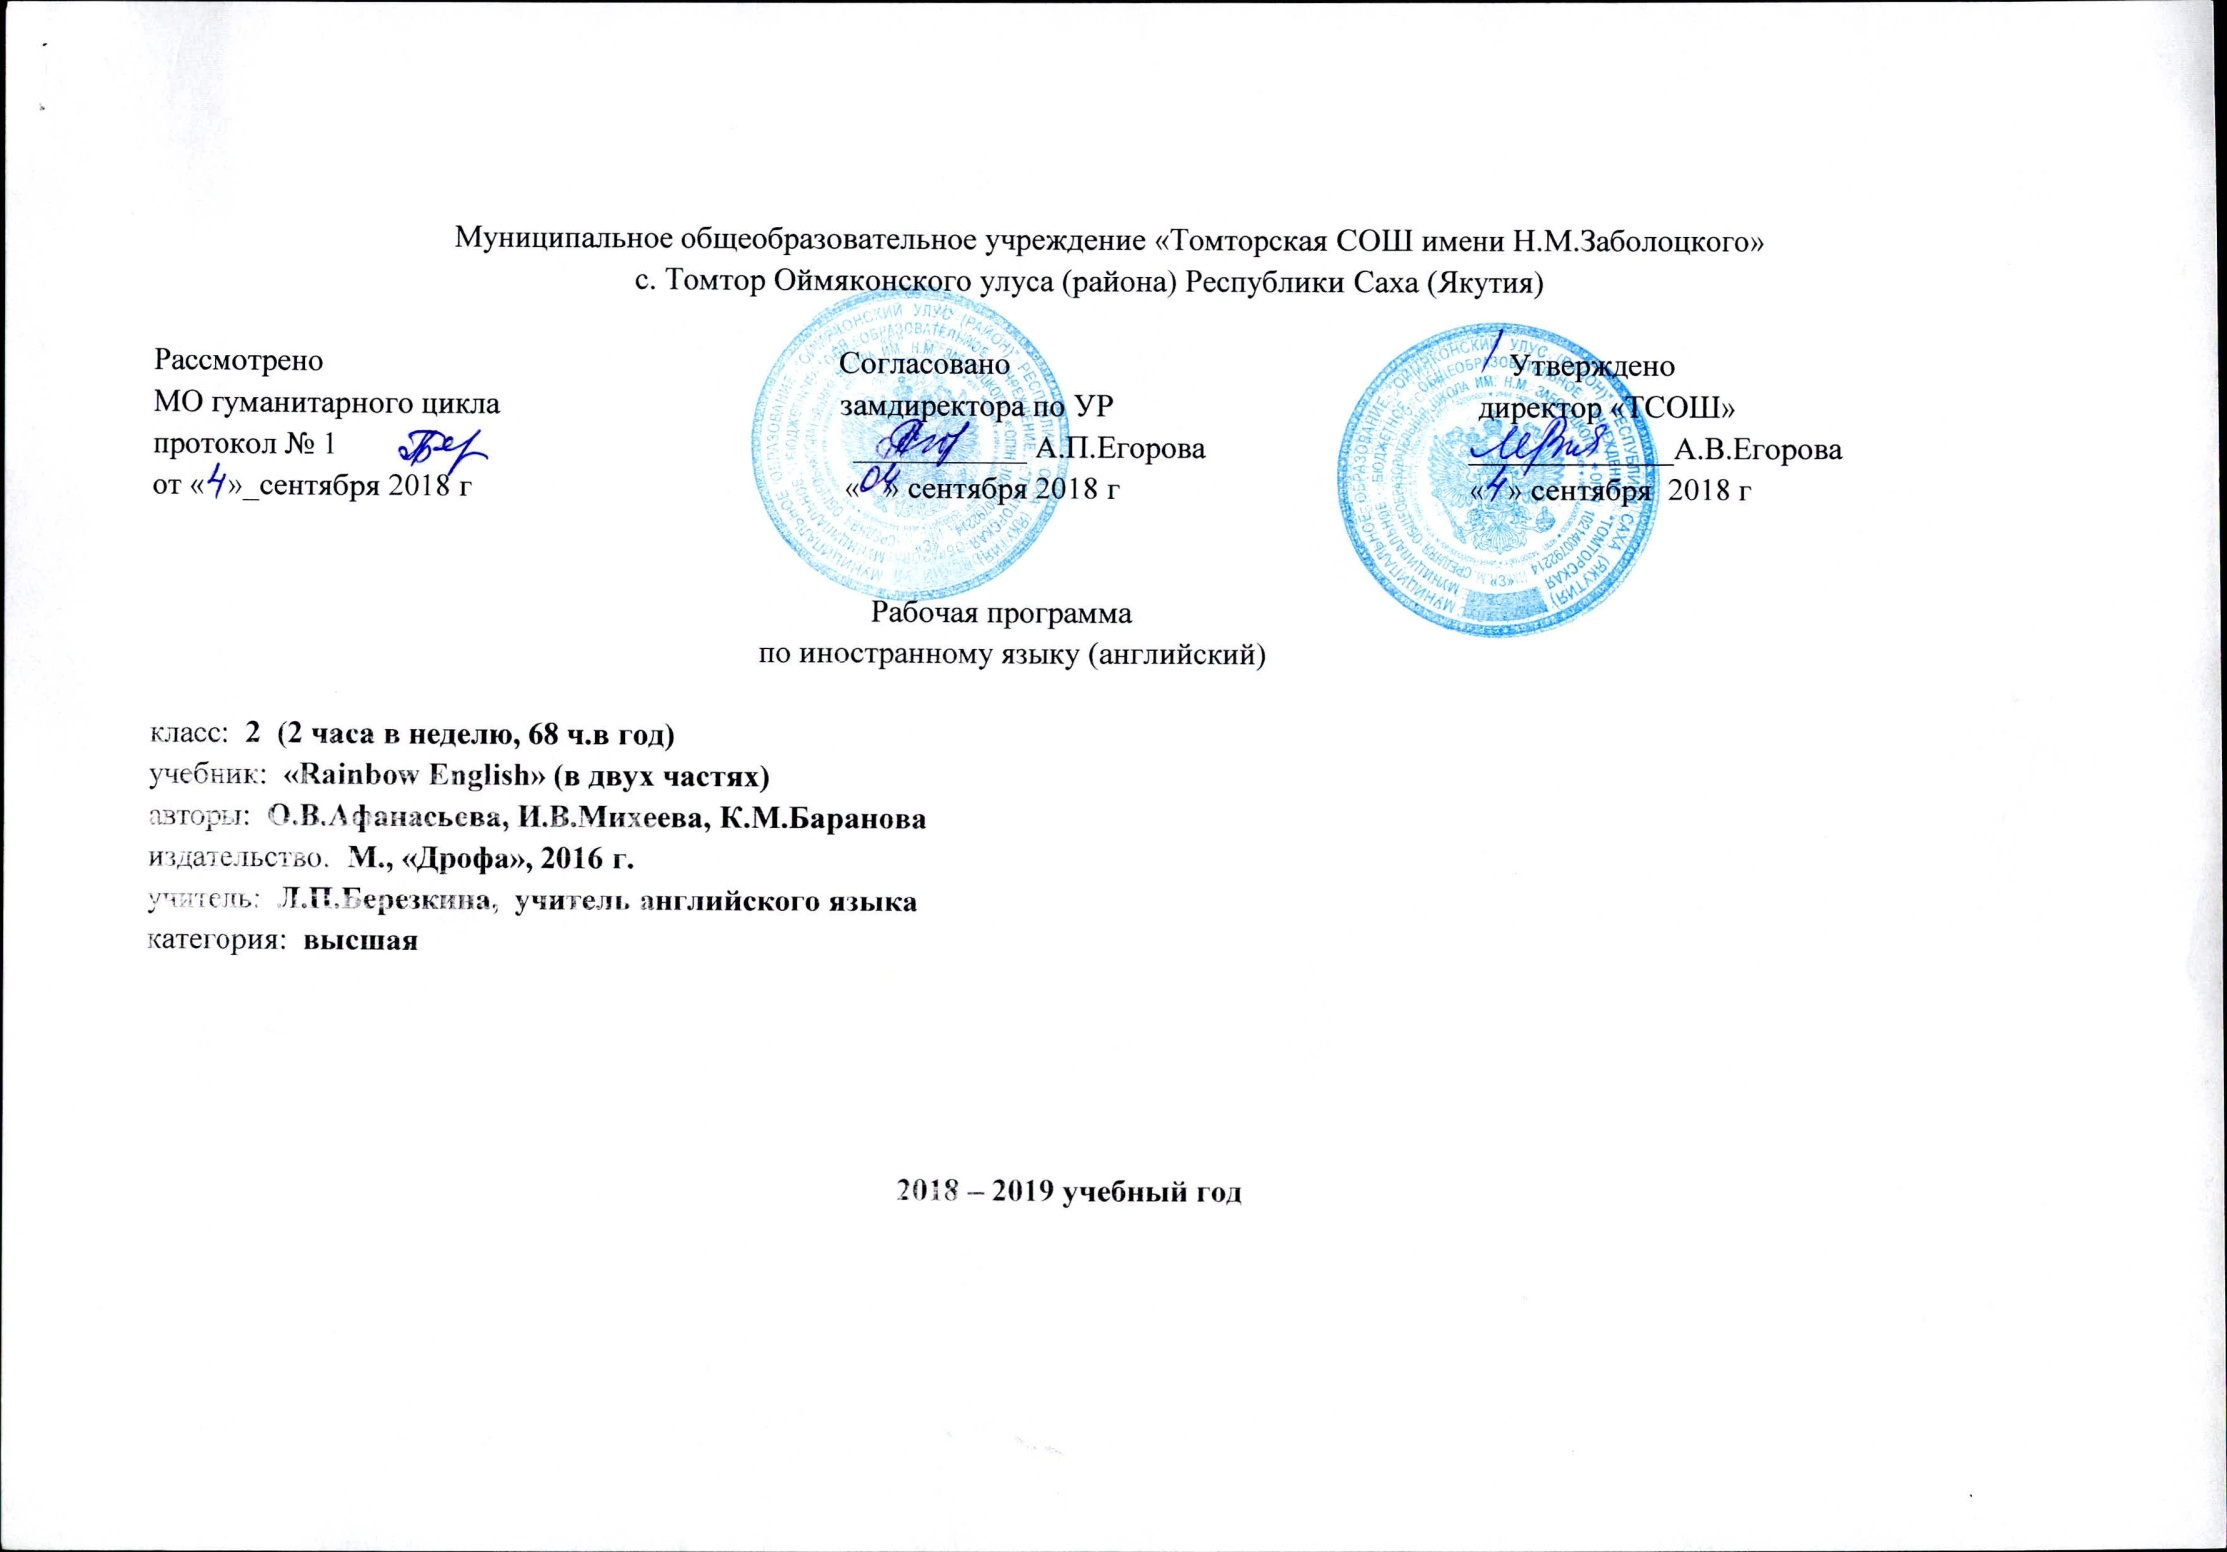 Муниципальное общеобразовательное учреждение «Томторская СОШ имени Н.М.Заболоцкого»
с. Томтор Оймяконского улуса (района) Республики Саха (Якутия)
Рассмотрено
МО гуманитарного цикла
протокол № 1
от «4»_сентября 2018 г
Согласовано
замдиректора по УР
____________ А.П.Егорова
«04» сентября 2018 г
Утверждено
директор «ТСОШ»
______________А.В.Егорова
«4» сентября 2018 г
Рабочая программа
по иностранному языку (английский)
класс: 2 (2 часа в неделю, 68 ч.в год)
учебник: «Rainbow English» (в двух частях)
авторы: О.В.Афанасьева, И.В.Михеева, К.М.Баранова
издательство. М., «Дрофа», 2016 г.
учитель: Л.П.Березкина, учитель английского языка
категория: высшая
2018 – 2019 учебный год